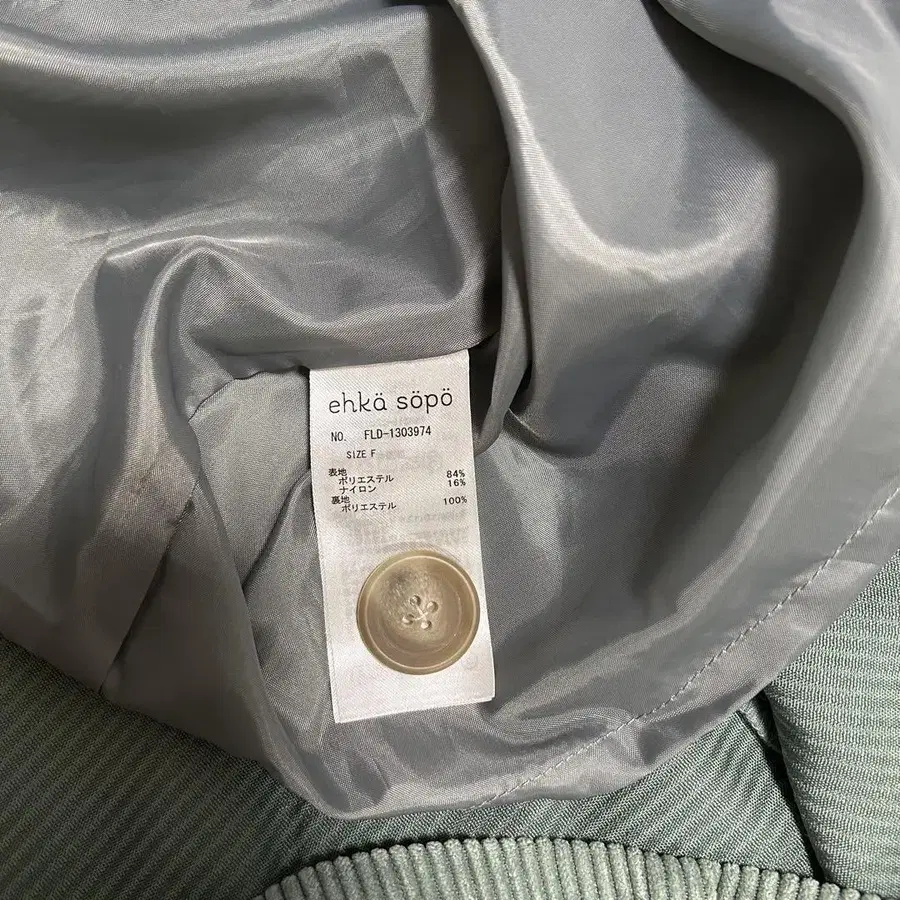 ehkä söpö
NO. FLD-1303974
SIZE F
表地
ポリエステル 84%
ナイロン 16%
裏地
ポリエステル 100%